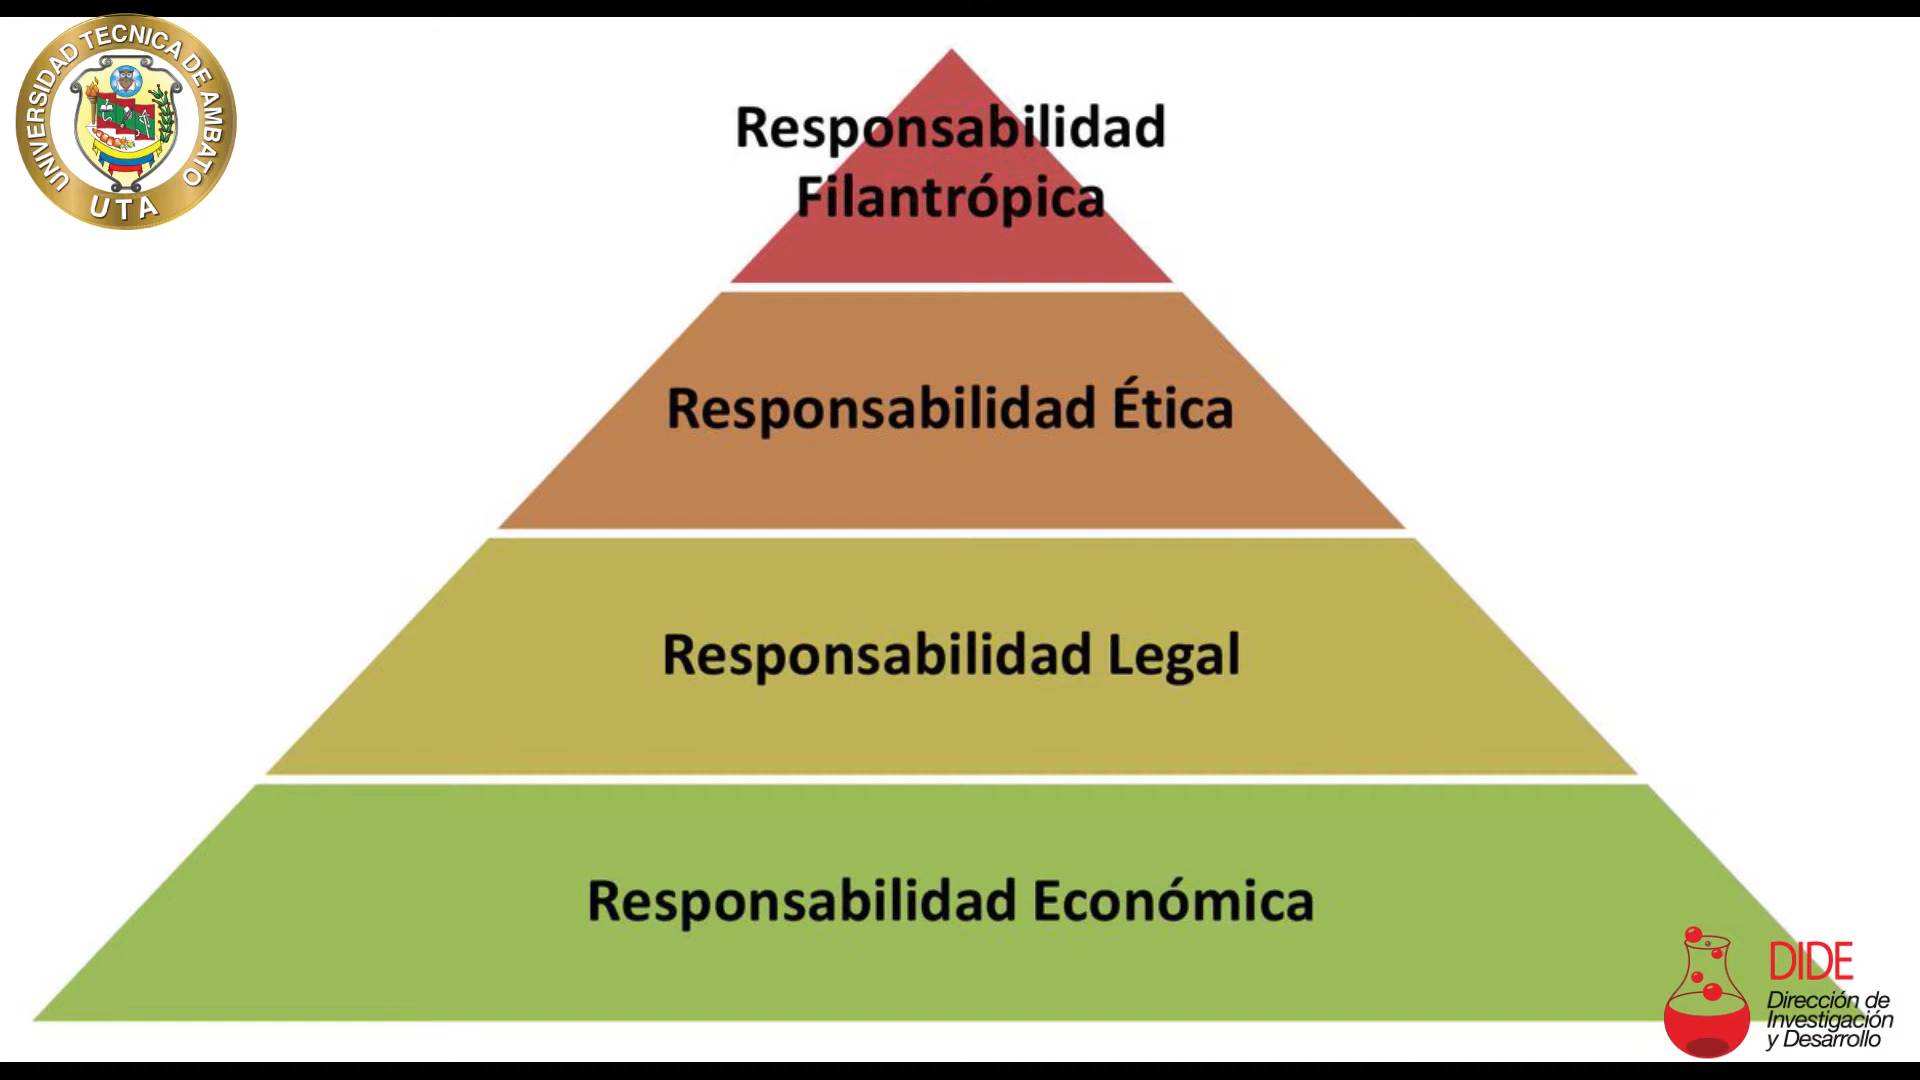 UNIVERSIDAD TECNICA DE AMBATO
UTA
Responsabilidad
Filantrópica
Responsabilidad Ética
Responsabilidad Legal
Responsabilidad Económica
DIDE
Dirección de
Investigación
y Desarrollo